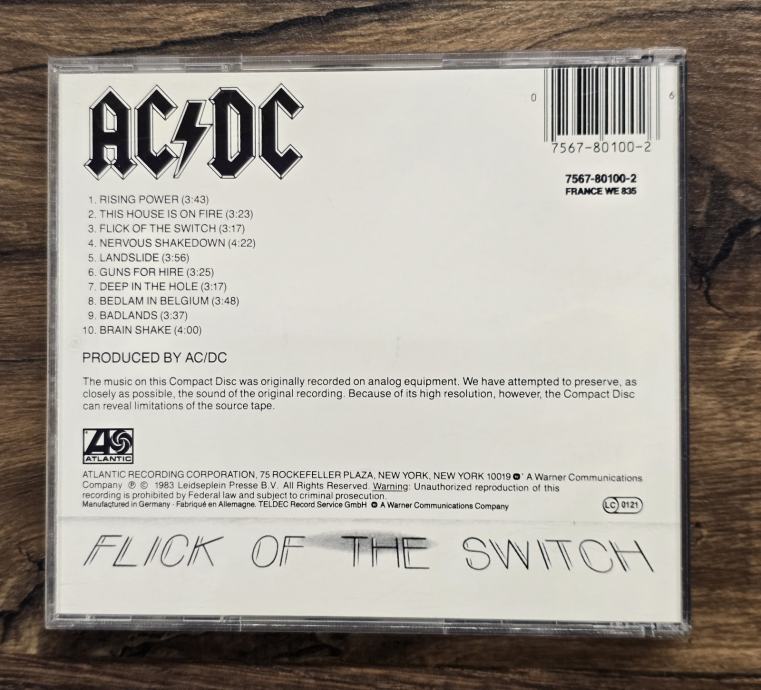 AC/DC
0 6
7567-80100-2
7567-80100-2
FRANCE WE 835
1. RISING POWER (3:43)
2. THIS HOUSE IS ON FIRE (3:23)
3. FLICK OF THE SWITCH (3:17)
4. NERVOUS SHAKEDOWN (4:22)
5. LANDSLIDE (3:56)
6. GUNS FOR HIRE (3:25)
7. DEEP IN THE HOLE (3:17)
8. BEDLAM IN BELGIUM (3:48)
9. BADLANDS (3:37)
10. BRAIN SHAKE (4:00)
PRODUCED BY AC/DC
The music on this Compact Disc was originally recorded on analog equipment. We have attempted to preserve, as
closely as possible, the sound of the original recording. Because of its high resolution, however, the Compact Disc
can reveal limitations of the source tape.
ATLANTIC
ATLANTIC RECORDING CORPORATION, 75 ROCKEFELLER PLAZA, NEW YORK, NEW YORK 10019 A Warner Communications
Company ℗ © 1983 Leidseplein Presse B.V. All Rights Reserved. Warning: Unauthorized reproduction of this
recording is prohibited by Federal law and subject to criminal prosecution.
Manufactured in Germany · Fabriqué en Allemagne. TELDEC Record Service GmbH A Warner Communications Company
LC 0121
FLICK OF THE SWITCH